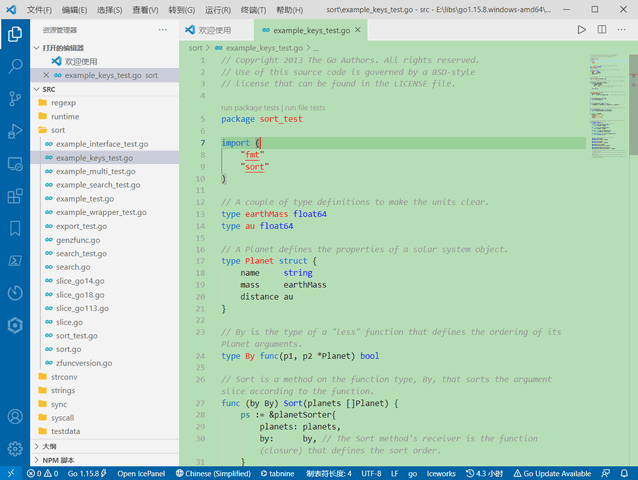 文件(F) 编辑(E) 选择(S) 查看(V) 转到(G) 运行(R) 终端(T) 帮助(H) sort\example_keys_test.go - src - E:\libs\go1.15.8.windows-amd64\...
资源管理器
打开的编辑器
欢迎使用
example_keys_test.go sort
SRC
regexp
runtime
sort
example_interface_test.go
example_keys_test.go
example_multi_test.go
example_search_test.go
example_test.go
example_wrapper_test.go
export_test.go
genzfunc.go
search_test.go
search.go
slice_go14.go
slice_go18.go
slice_go113.go
slice.go
sort_test.go
sort.go
zfuncversion.go
strconv
strings
sync
syscall
testdata
大纲
NPM 脚本
欢迎使用
example_keys_test.go
sort > example_keys_test.go > ...
1 // Copyright 2013 The Go Authors. All rights reserved.
2 // Use of this source code is governed by a BSD-style
3 // license that can be found in the LICENSE file.
4
run package tests | run file tests
5 package sort_test
6
7 import (
8 "fmt"
9 "sort"
10 )
11
12 // A couple of type definitions to make the units clear.
13 type earthMass float64
14 type au float64
15
16 // A Planet defines the properties of a solar system object.
17 type Planet struct {
18 name string
19 mass earthMass
20 distance au
21 }
22
23 // By is the type of a "less" function that defines the ordering of its
Planet arguments.
24 type By func(p1, p2 *Planet) bool
25
26 // Sort is a method on the function type, By, that sorts the argument
slice according to the function.
27 func (by By) Sort(planets []Planet) {
28 ps := &planetSorter{
29 planets: planets,
30 by: by, // The Sort method's receiver is the function
(closure) that defines the sort order.
31 }
0 0 Go 1.15.8 Open IcePanel Chinese (Simplified) tabnine 制表符长度: 4 UTF-8 LF go Iceworks 4.3 小时 Go Update Available